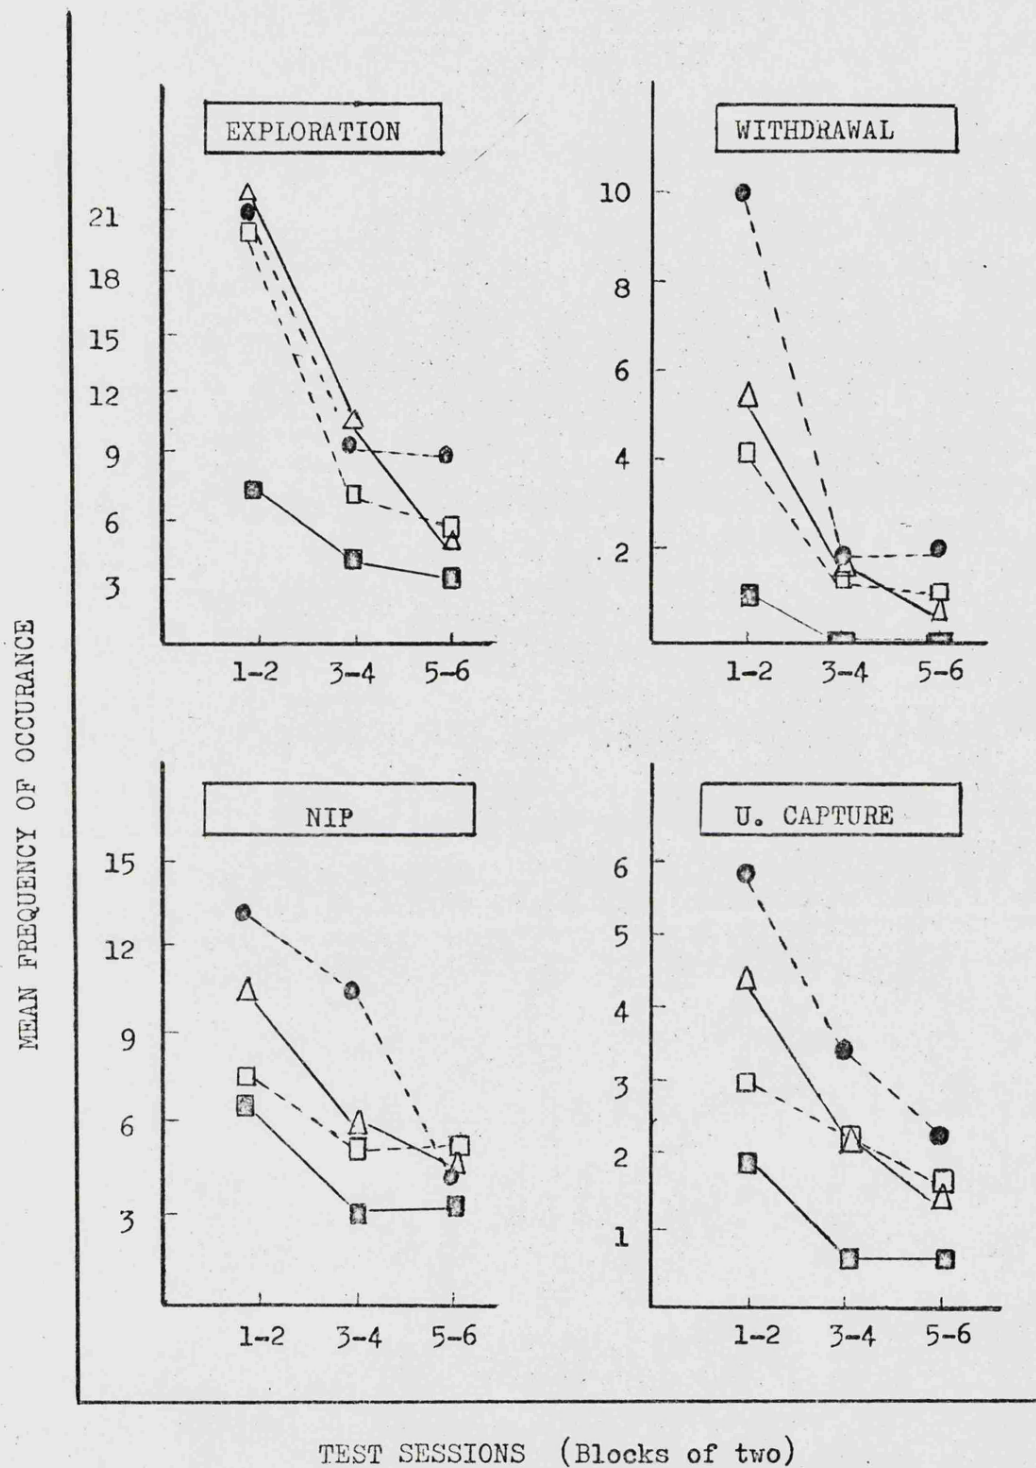 EXPLORATION
21
18
15
12
9
6
3
1-2 3-4 5-6
WITHDRAWAL
10
8
6
4
2
1-2 3-4 5-6
NIP
15
12
9
6
3
1-2 3-4 5-6
U. CAPTURE
6
5
4
3
2
1
1-2 3-4 5-6
MEAN FREQUENCY OF OCCURANCE
TEST SESSIONS (Blocks of two)